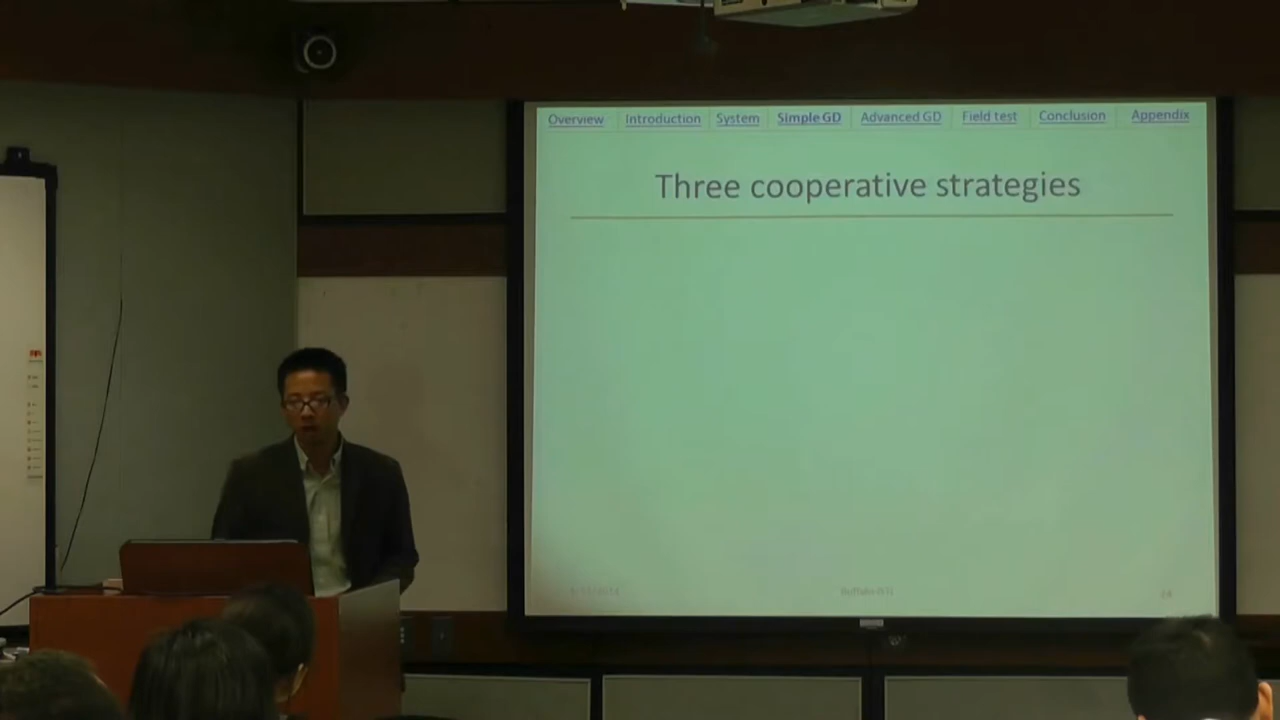 Overview Introduction System Simple GD Advanced GD Field test Conclusion Appendix
Three cooperative strategies